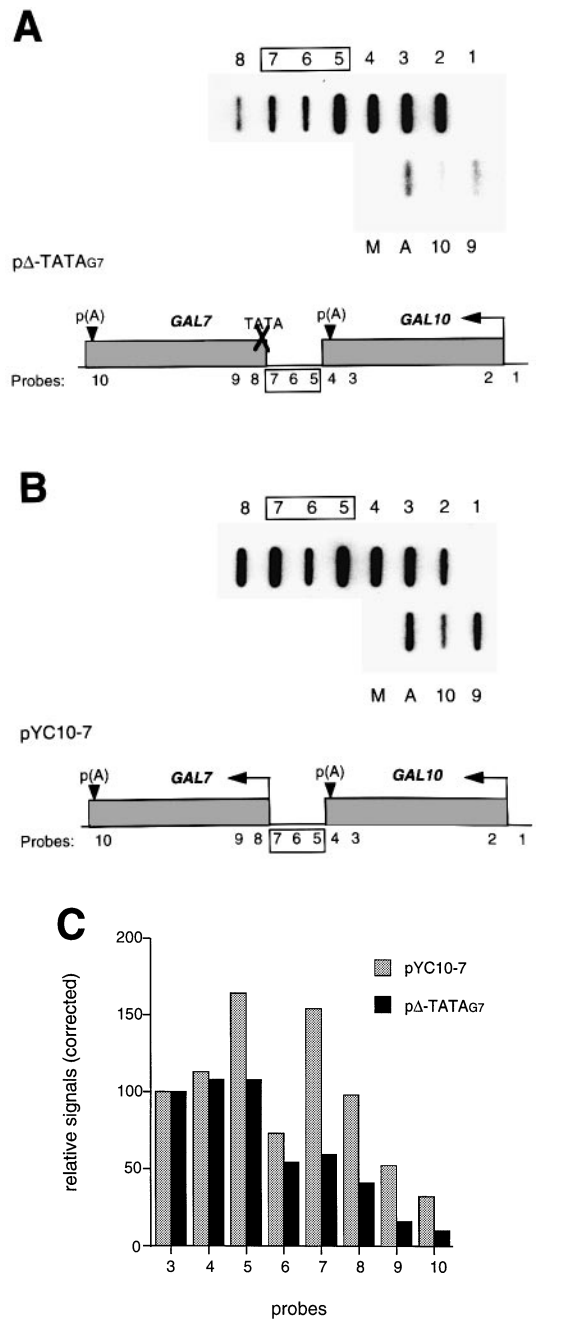 A
8 7 6 5 4 3 2 1
M A 10 9
pΔ-TATAG7
p(A) GAL7 TATA p(A) GAL10
Probes: 10 9 8 7 6 5 4 3 2 1
B
8 7 6 5 4 3 2 1
M A 10 9
pYC10-7
p(A) GAL7 p(A) GAL10
Probes: 10 9 8 7 6 5 4 3 2 1
C
relative signals (corrected)
200
150
100
50
0
pYC10-7
pΔ-TATAG7
3 4 5 6 7 8 9 10
probes